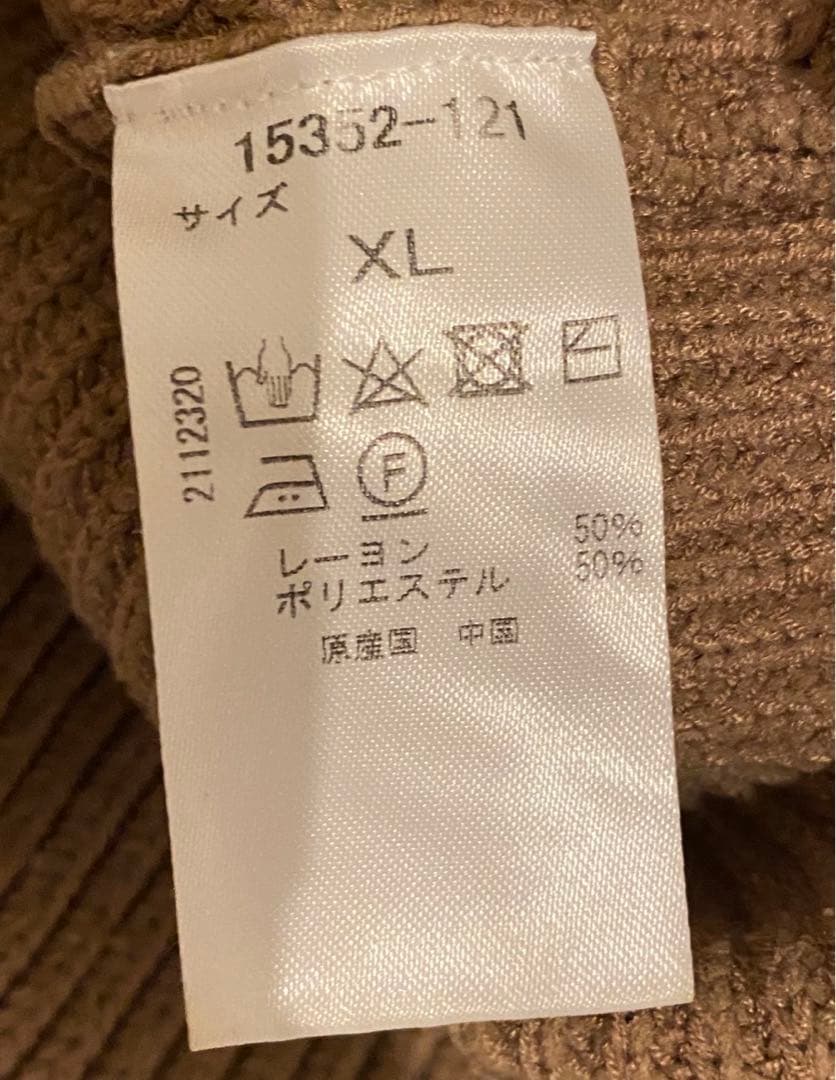 15352-121
サイズ
XL
2112320
F
レーヨン 50%
ポリエステル 50%
原産国 中国